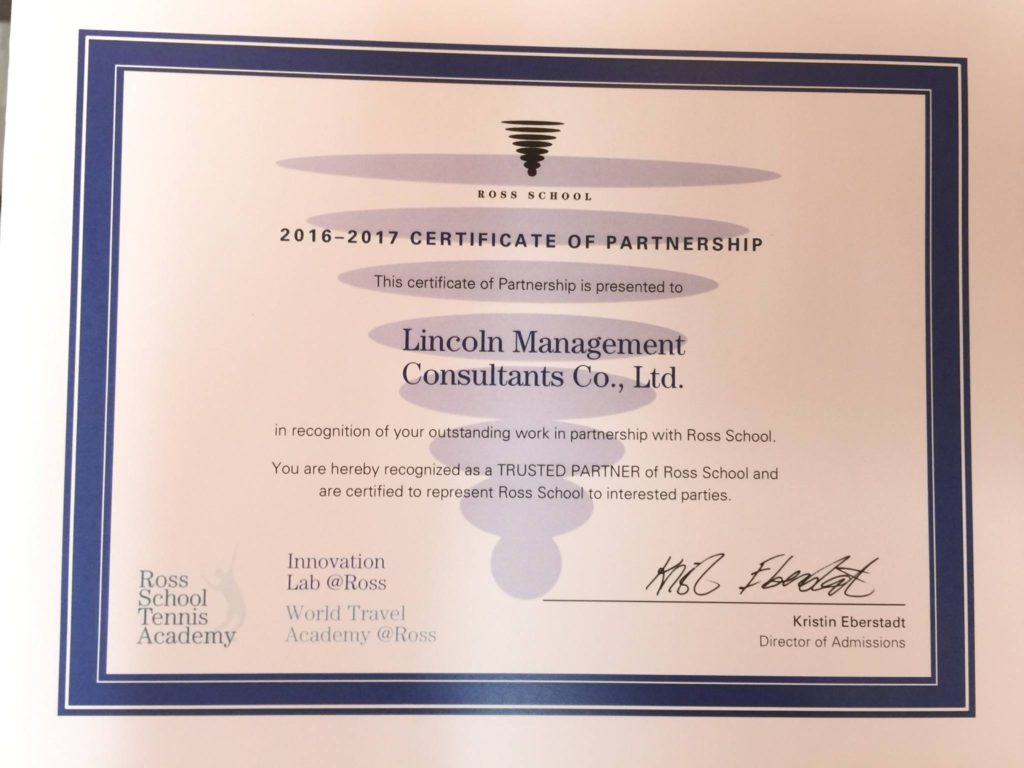 ROSS SCHOOL
2016–2017 CERTIFICATE OF PARTNERSHIP
This certificate of Partnership is presented to
Lincoln Management
Consultants Co., Ltd.
in recognition of your outstanding work in partnership with Ross School.
You are hereby recognized as a TRUSTED PARTNER of Ross School and
are certified to represent Ross School to interested parties.
Ross
School
Tennis
Academy
Innovation
Lab @Ross
World Travel
Academy @Ross
Kristin Eberstadt
Director of Admissions